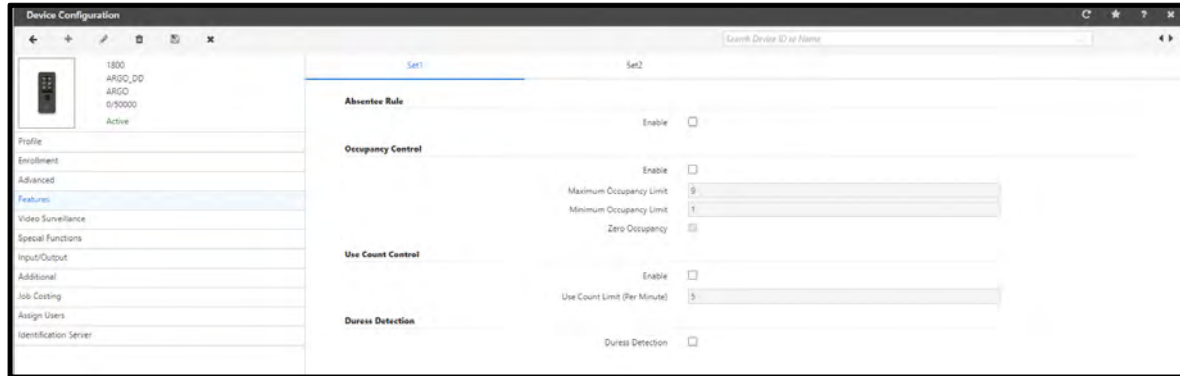 Device Configuration
?
Search Device ID or Name
1800
ARGO_DD
ARGO
0/50000
Active
Profile
Enrollment
Advanced
Features
Video Surveillance
Special Functions
Input/Output
Additional
Job Costing
Assign Users
Identification Server
Set1 Set2
Absentee Rule
Enable
Occupancy Control
Enable
Maximum Occupancy Limit 9
Minimum Occupancy Limit 1
Zero Occupancy
Use Count Control
Enable
Use Count Limit (Per Minute) 5
Duress Detection
Duress Detection